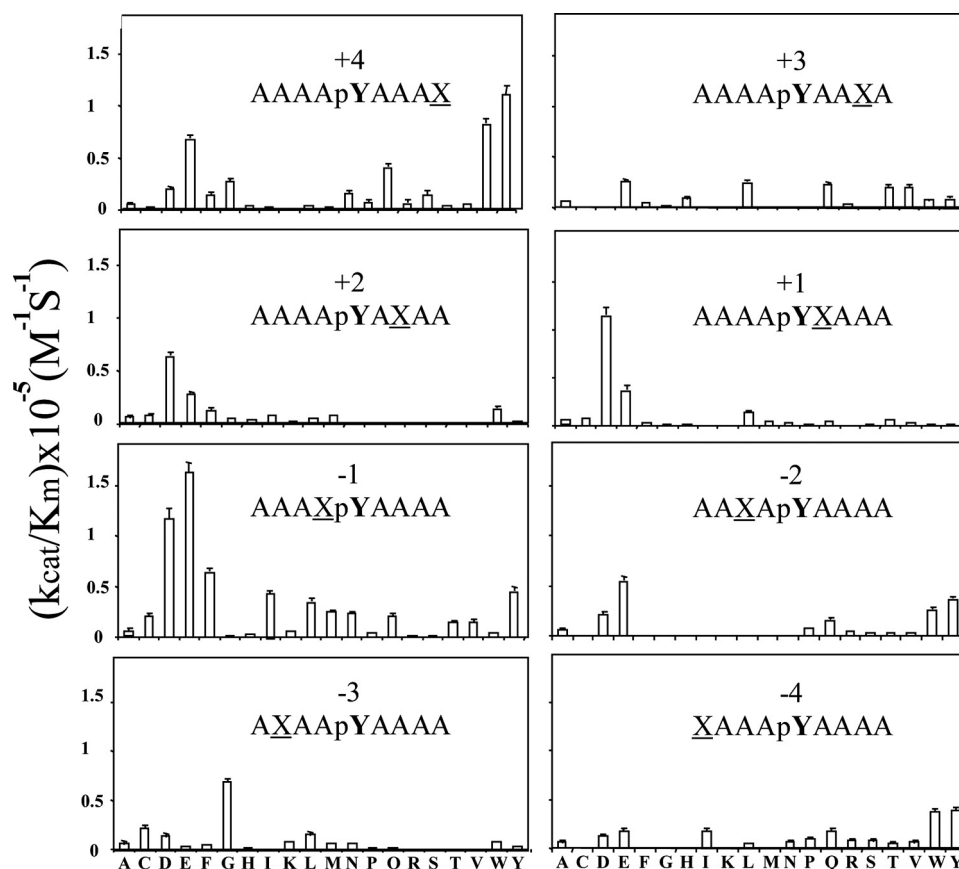 +4
AAAApYAAAX
1.5
1
0.5
0
+3
AAAApYAAXA
+2
AAAApYAXAA
1.5
1
0.5
0
+1
AAAApYXAAA
-1
AAAXpYAAAA
1.5
1
0.5
0
-2
AAXApYAAAA
-3
AXAApYAAAA
1.5
1
0.5
0
A C D E F G H I K L M N P Q R S T V W Y
-4
XAAApYAAAA
A C D E F G H I K L M N P Q R S T V W Y
(kcat/Km)x10⁻⁵(M⁻¹S⁻¹)